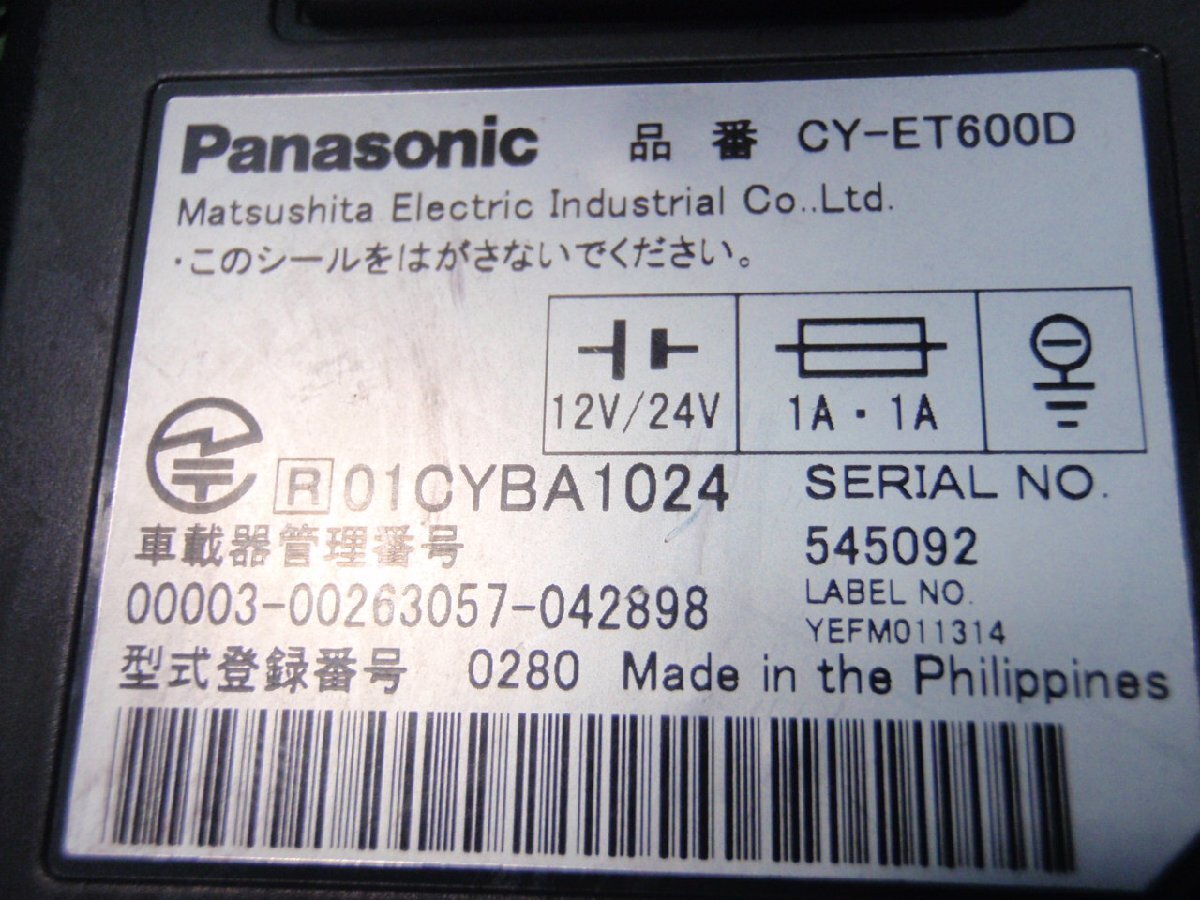 Panasonic 品番 CY-ET600D
Matsushita Electric Industrial Co.,Ltd.
・このシールをはがさないでください。
12V/24V 1A・1A
R 01CYBA1024 SERIAL NO.
車載器管理番号 545092
00003-00263057-042898 LABEL NO.
YEFM011314
型式登録番号 0280 Made in the Philippines